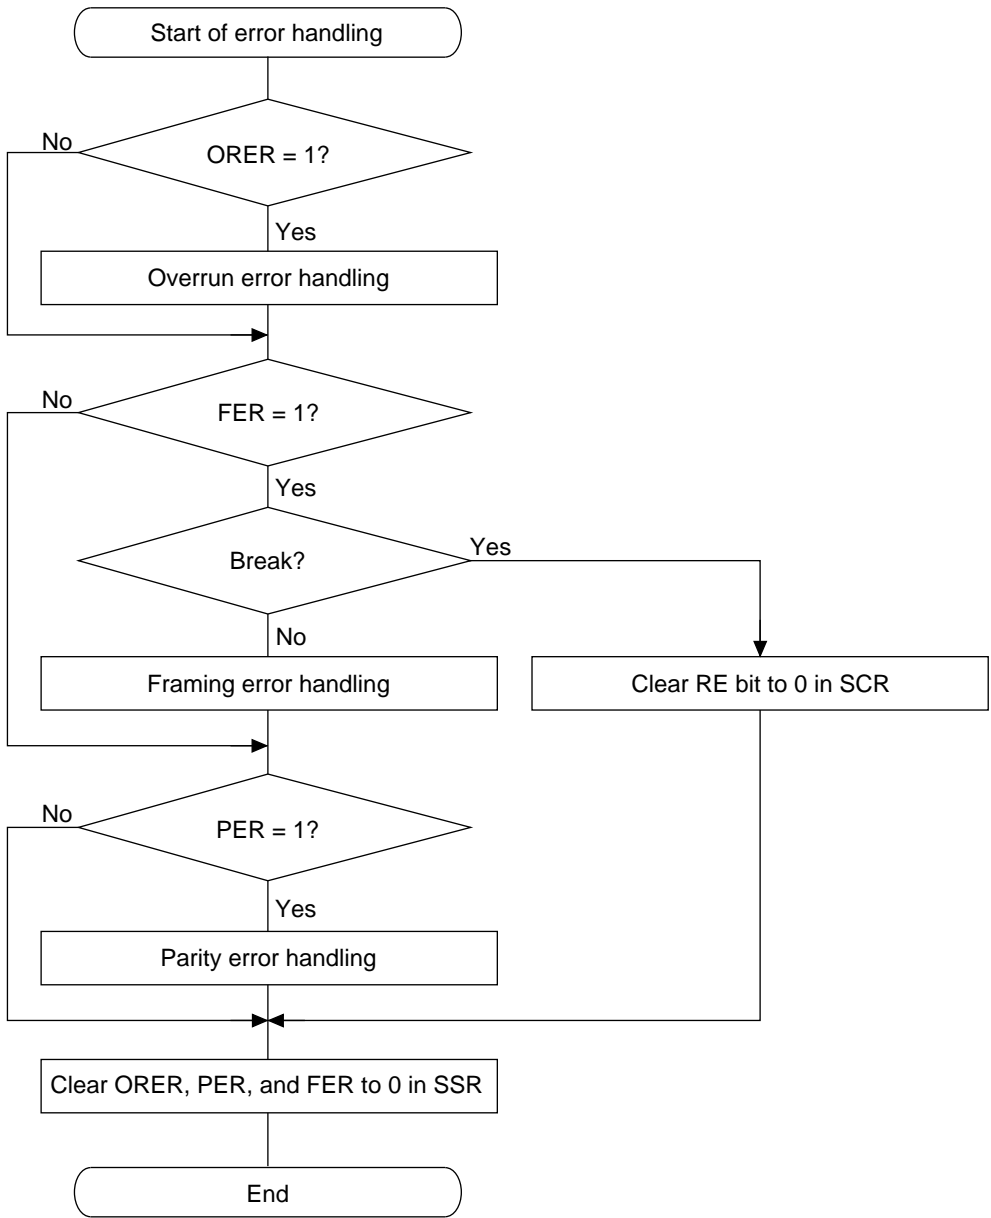 Start of error handling
No
ORER = 1?
Yes
Overrun error handling
No
FER = 1?
Yes
Break?
Yes
No
Framing error handling
Clear RE bit to 0 in SCR
No
PER = 1?
Yes
Parity error handling
Clear ORER, PER, and FER to 0 in SSR
End